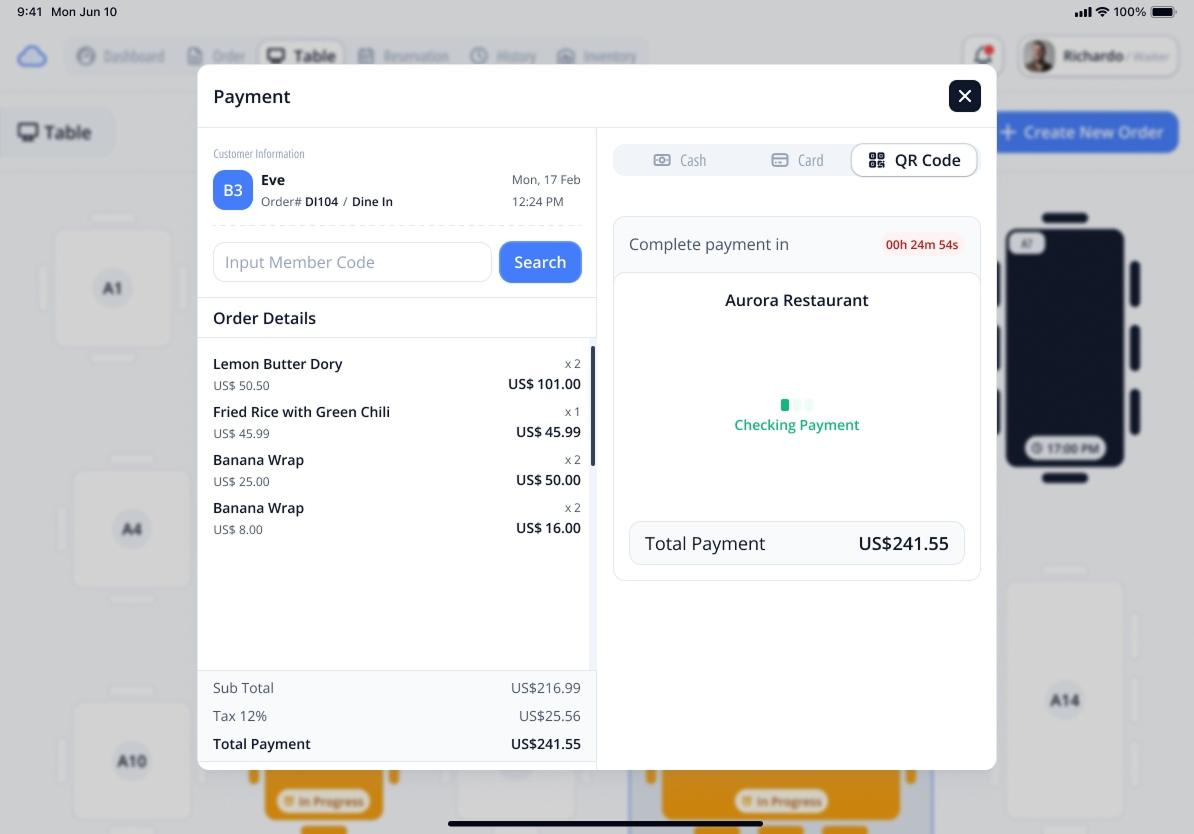 9:41 Mon Jun 10
100%
Dashboard
Order
Table
Reservation
History
Inventory
Richardo / Waiter
Table
Create New Order
Payment
Customer Information
B3
Eve
Order# DI104 / Dine In
Mon, 17 Feb
12:24 PM
Input Member Code
Search
Order Details
Lemon Butter Dory
x 2
US$ 50.50
US$ 101.00
Fried Rice with Green Chili
x 1
US$ 45.99
US$ 45.99
Banana Wrap
x 2
US$ 25.00
US$ 50.00
Banana Wrap
x 2
US$ 8.00
US$ 16.00
Sub Total
US$216.99
Tax 12%
US$25.56
Total Payment
US$241.55
Cash
Card
QR Code
Complete payment in
00h 24m 54s
Aurora Restaurant
Checking Payment
Total Payment
US$241.55
A1
A4
A10
A7
17:00 PM
A14
In Progress
In Progress